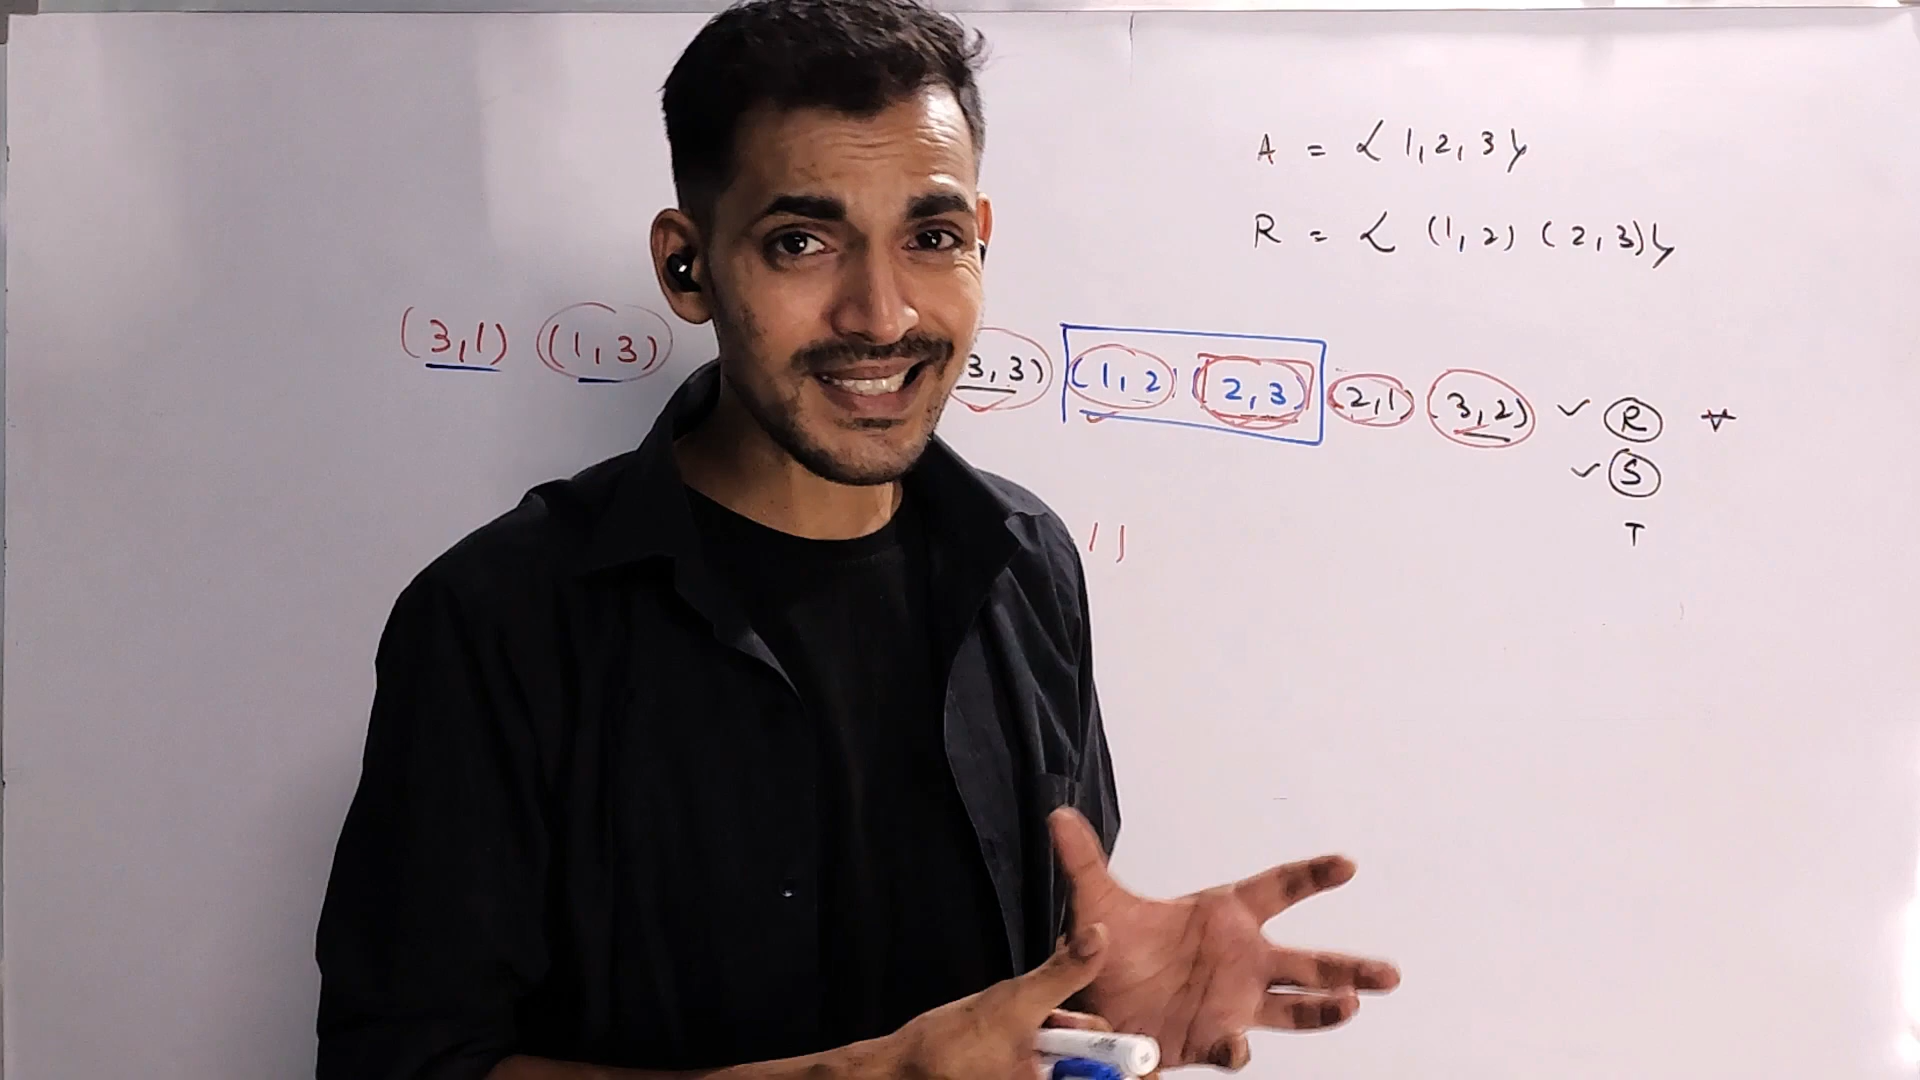 A = { 1, 2, 3 }
R = { (1, 2) (2, 3) }
(3,1) (1,3) 3,3) (1,2) (2,3) (2,1) (3,2) ✓ R
✓ S
T